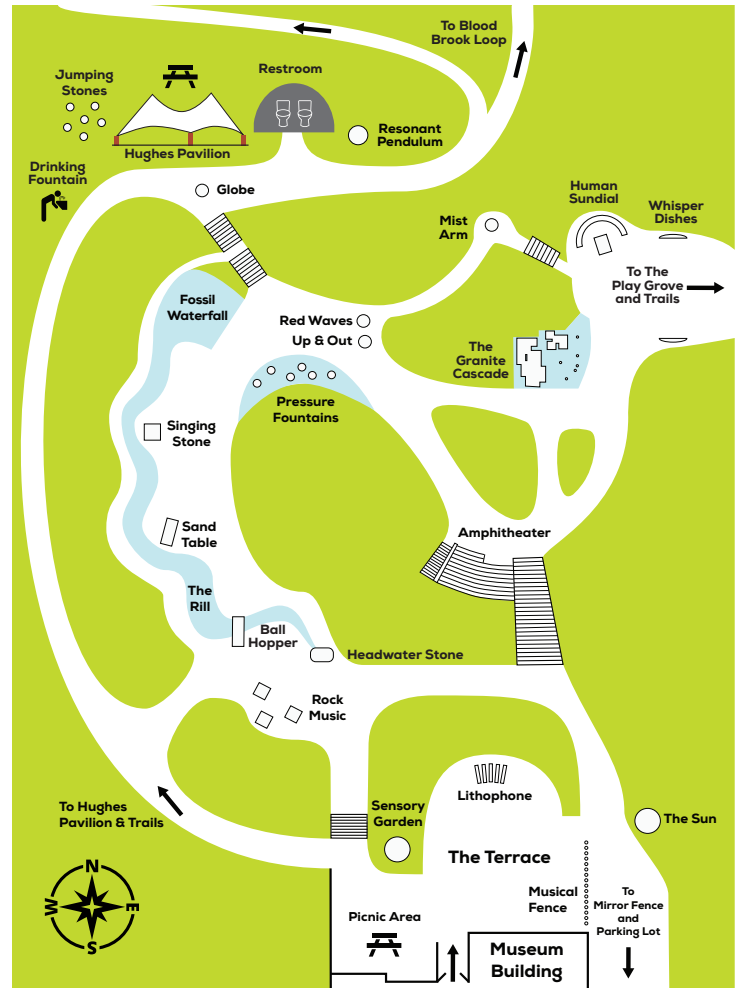 To Blood
Brook Loop
Jumping
Stones
Restroom
Resonant
Pendulum
Hughes Pavilion
Drinking
Fountain
Globe
Human
Sundial
Whisper
Dishes
Mist
Arm
To The
Play Grove
and Trails
Fossil
Waterfall
Red Waves
Up & Out
The
Granite
Cascade
Pressure
Fountains
Singing
Stone
Sand
Table
Amphitheater
The
Rill
Ball
Hopper
Headwater Stone
Rock
Music
Lithophone
To Hughes
Pavilion & Trails
Sensory
Garden
The Sun
The Terrace
Musical
Fence
To
Mirror Fence
and
Parking Lot
Picnic Area
Museum
Building
N
W
E
S